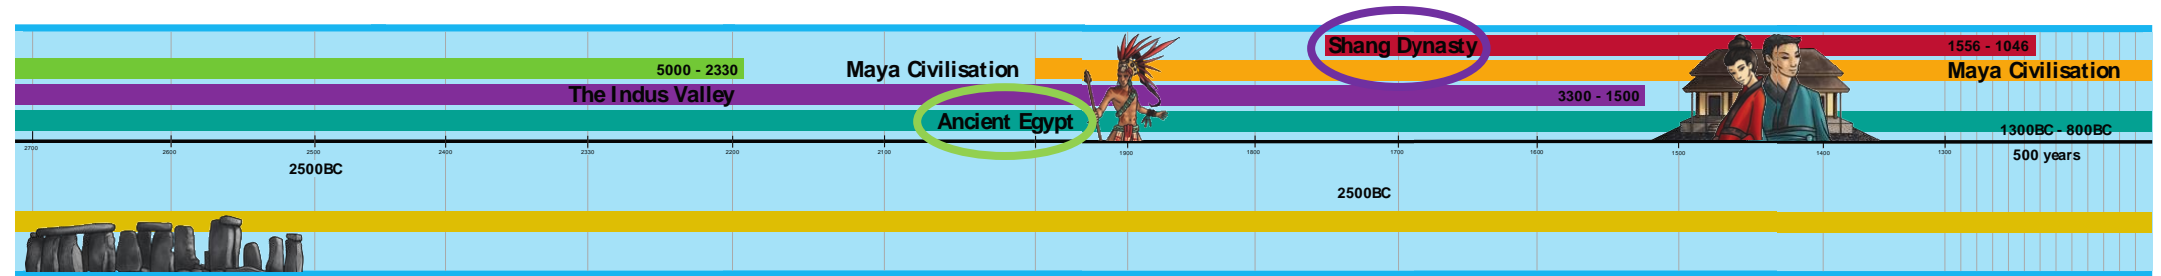 Shang Dynasty
1556 - 1046
5000 - 2330
Maya Civilisation
Maya Civilisation
The Indus Valley
3300 - 1500
Ancient Egypt
1300BC - 800BC
2700 2600 2500 2400 2330 2200 2100 1900 1800 1700 1600 1500 1400 1300
500 years
2500BC
2500BC